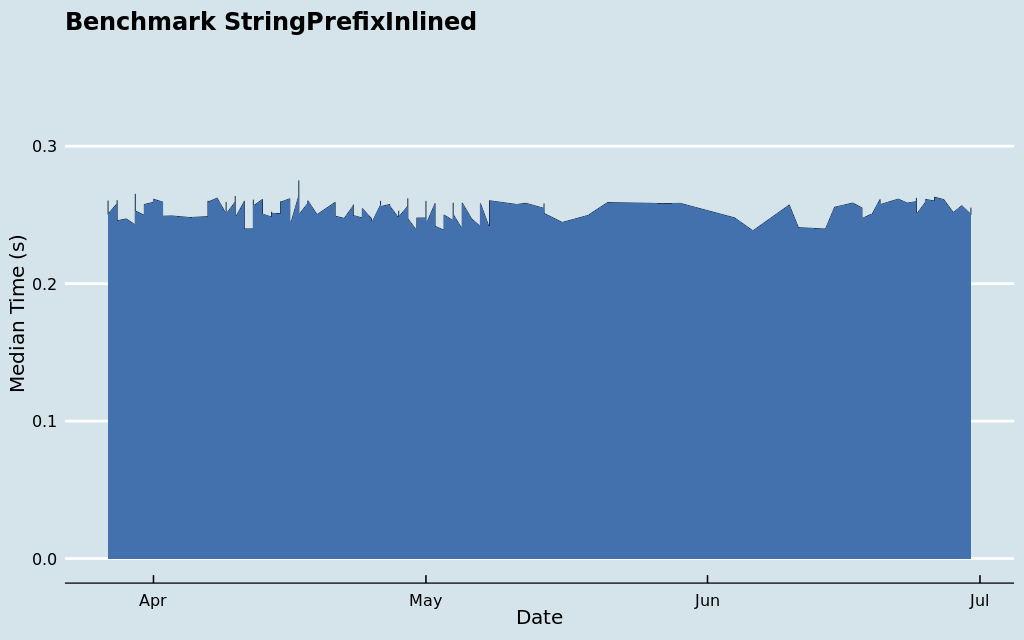 Benchmark StringPrefixInlined
0.3
0.2
0.1
0.0
Median Time (s)
Apr
May
Jun
Jul
Date